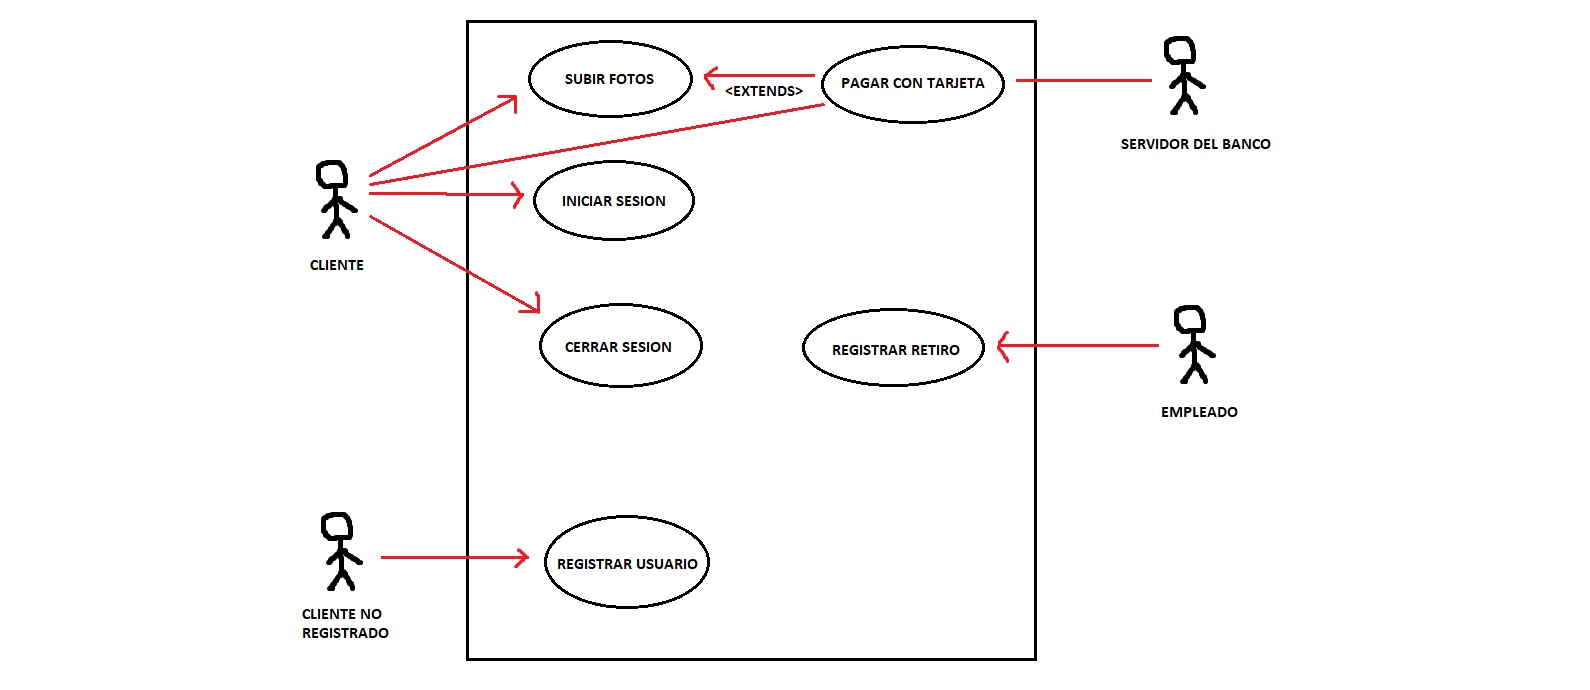 SUBIR FOTOS
PAGAR CON TARJETA
<EXTENDS>
SERVIDOR DEL BANCO
INICIAR SESION
CLIENTE
CERRAR SESION
REGISTRAR RETIRO
EMPLEADO
REGISTRAR USUARIO
CLIENTE NO
REGISTRADO